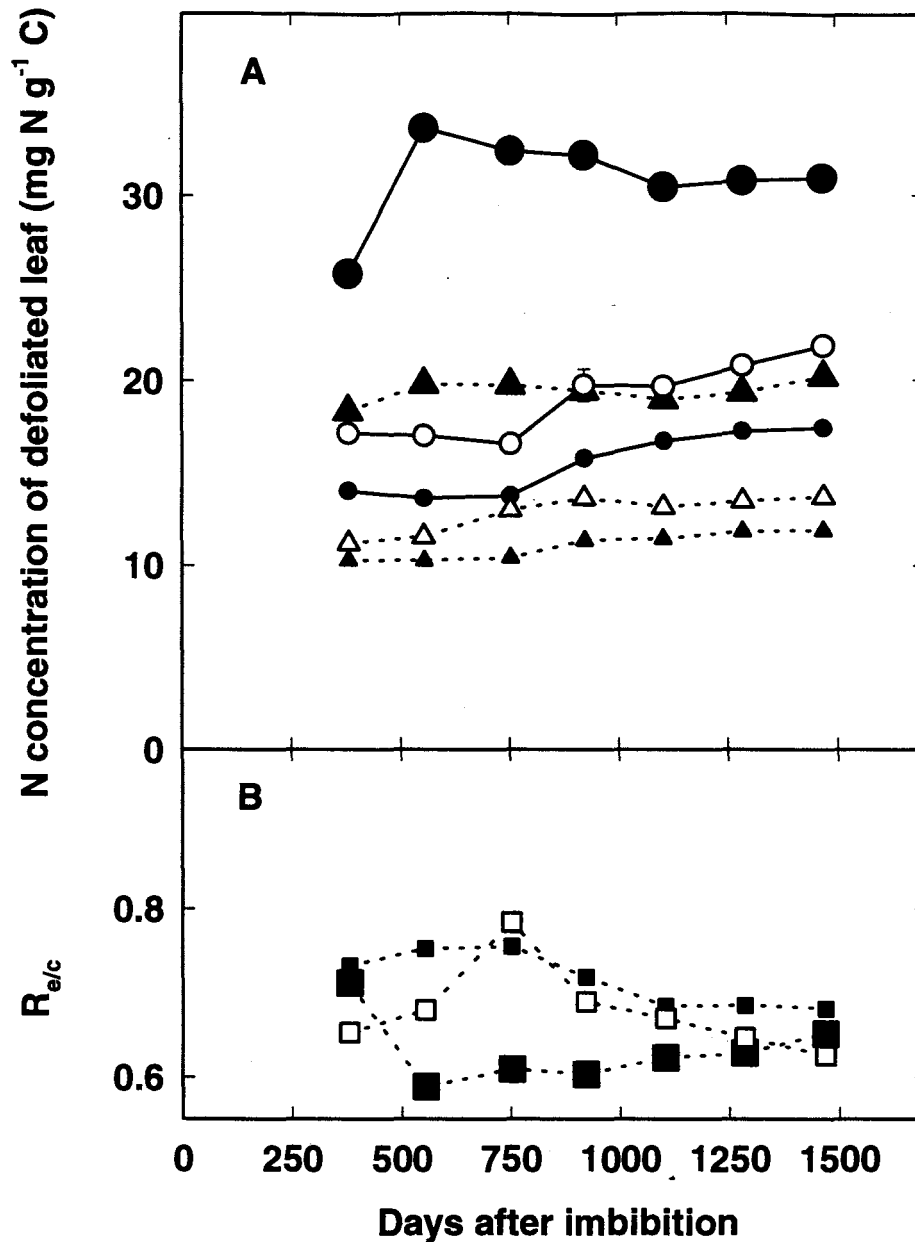 N concentration of defoliated leaf (mg N g⁻¹ C)
A
30
20
10
0
B
R e/c
0.8
0.6
0 250 500 750 1000 1250 1500
Days after imbibition